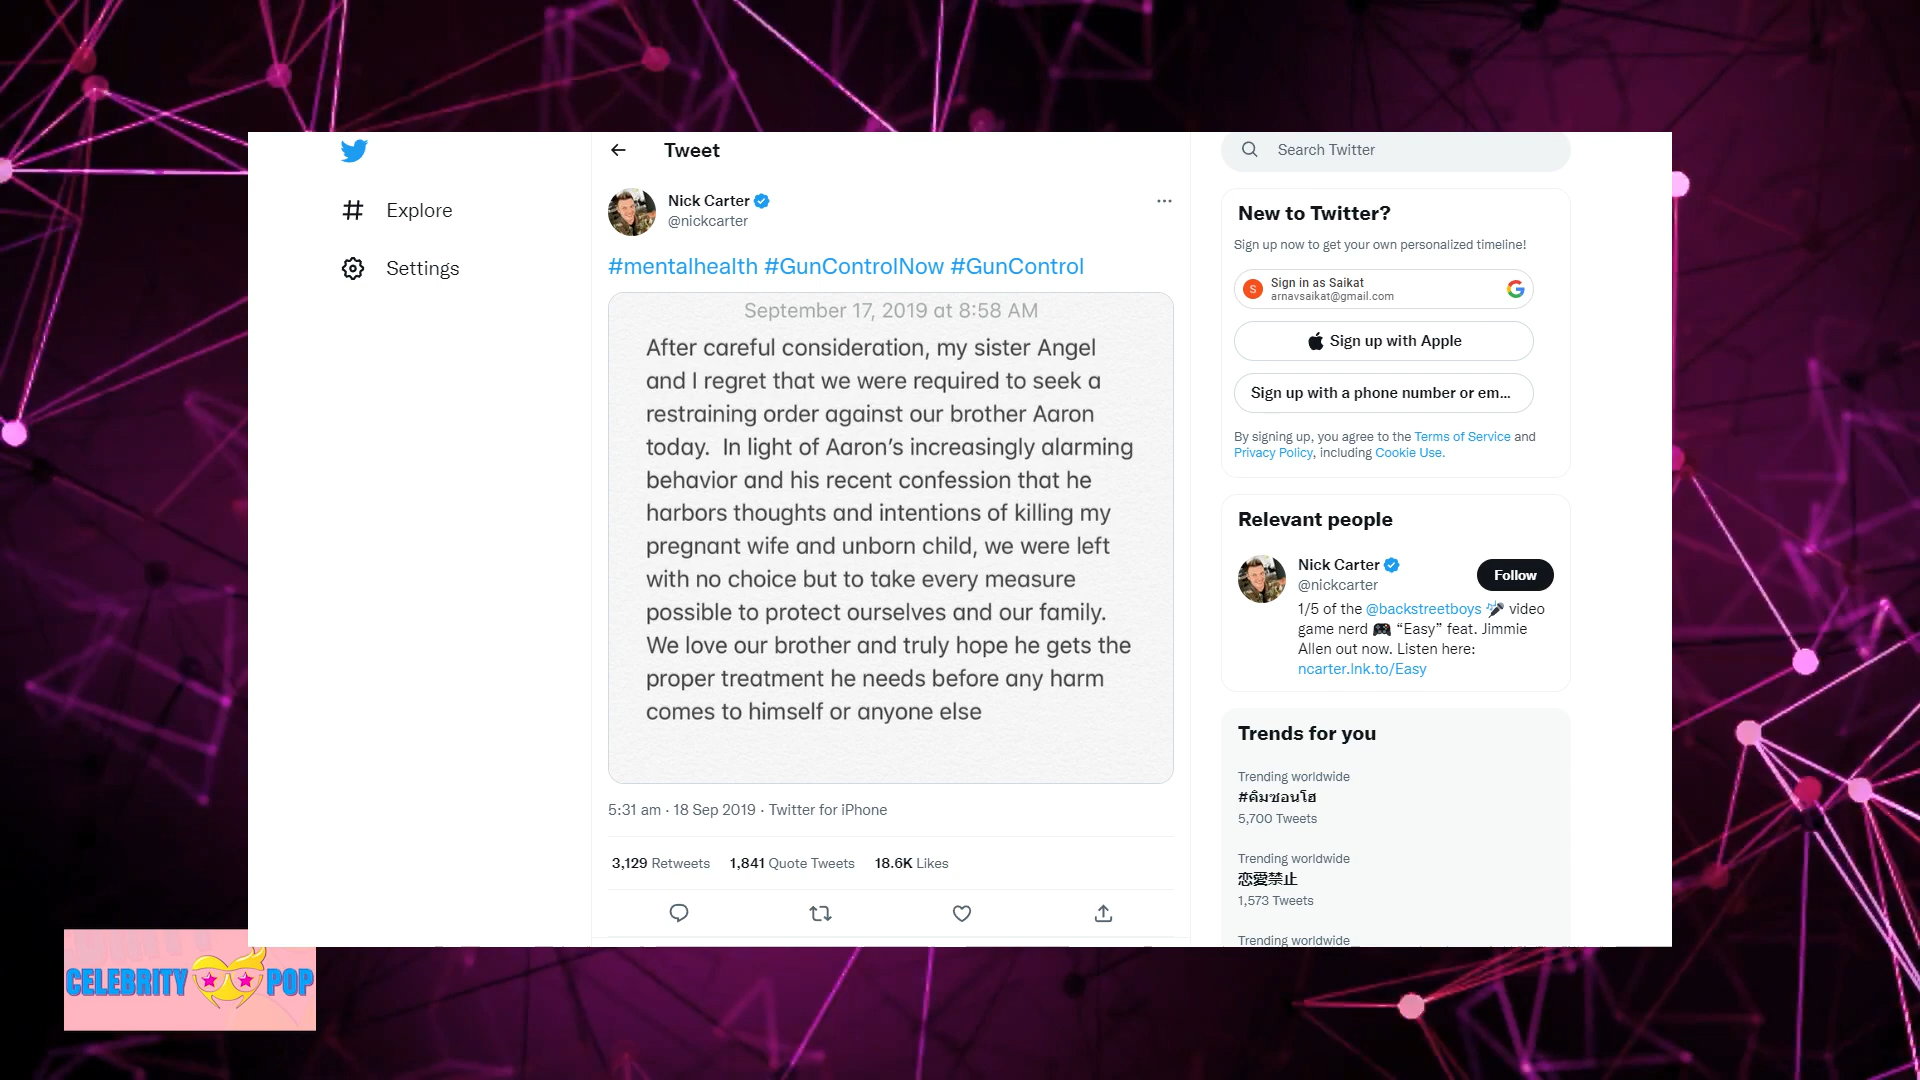 Explore
Settings
Tweet
Nick Carter
@nickcarter
#mentalhealth #GunControlNow #GunControl
September 17, 2019 at 8:58 AM
After careful consideration, my sister Angel
and I regret that we were required to seek a
restraining order against our brother Aaron
today.  In light of Aaron’s increasingly alarming
behavior and his recent confession that he
harbors thoughts and intentions of killing my
pregnant wife and unborn child, we were left
with no choice but to take every measure
possible to protect ourselves and our family.
We love our brother and truly hope he gets the
proper treatment he needs before any harm
comes to himself or anyone else
5:31 am · 18 Sep 2019 · Twitter for iPhone
3,129 Retweets 1,841 Quote Tweets 18.6K Likes
Search Twitter
New to Twitter?
Sign up now to get your own personalized timeline!
S
Sign in as Saikat
arnavsaikat@gmail.com
Sign up with Apple
Sign up with a phone number or em...
By signing up, you agree to the Terms of Service and
Privacy Policy, including Cookie Use.
Relevant people
Nick Carter
@nickcarter
Follow
1/5 of the @backstreetboys 🎤 video
game nerd 🎮 “Easy” feat. Jimmie
Allen out now. Listen here:
ncarter.lnk.to/Easy
Trends for you
Trending worldwide
#คิมซอนโฮ
5,700 Tweets
Trending worldwide
恋愛禁止
1,573 Tweets
Trending worldwide
CELEBRITY POP